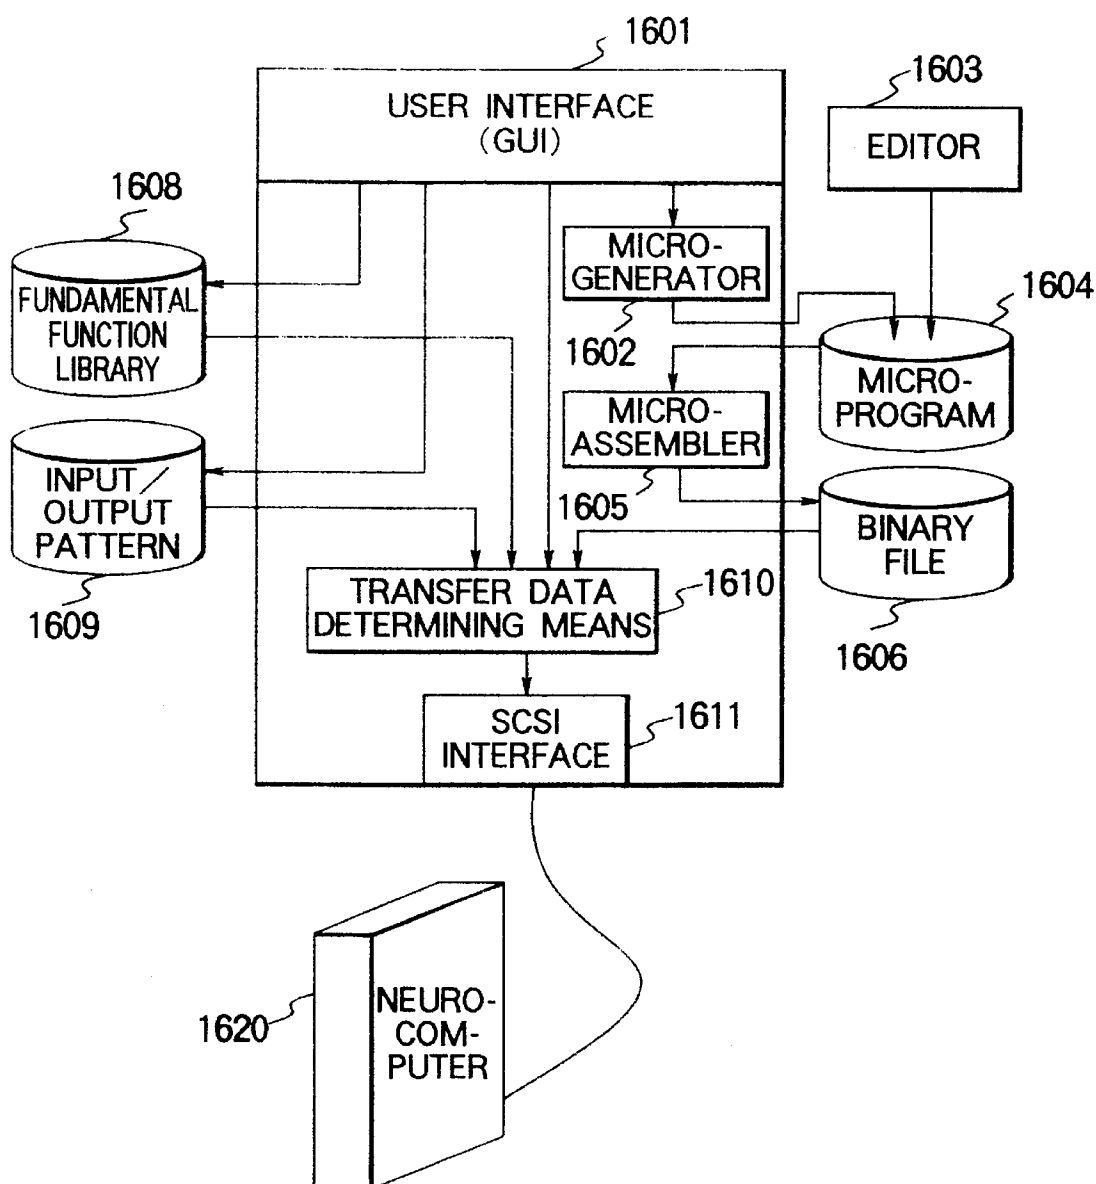 1601
USER INTERFACE
(GUI)
1603
EDITOR
1608
FUNDAMENTAL
FUNCTION
LIBRARY
MICRO-
GENERATOR
1602
1604
MICRO-
PROGRAM
MICRO-
ASSEMBLER
1605
INPUT/
OUTPUT
PATTERN
1609
BINARY
FILE
1606
TRANSFER DATA
DETERMINING MEANS
1610
SCSI
INTERFACE
1611
NEURO-
COM-
PUTER
1620